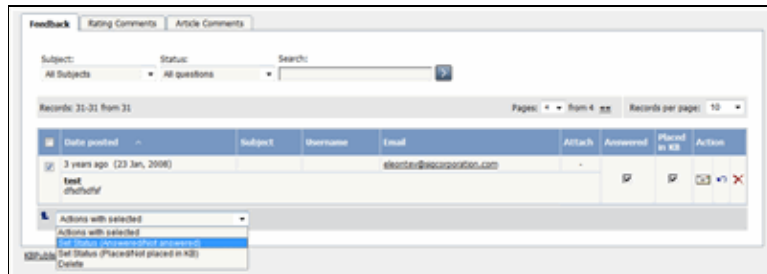 Feedback Rating Comments Article Comments
Subject: Status: Search:
All Subjects All questions
Records: 31-31 from 31 Pages: 4 from 4 Records per page: 10
Date posted Subject Username Email Attach Answered Placed in KB Action
3 years ago (23 Jan, 2008) eleontev@agcorporation.com -
test
Actions with selected
Actions with selected
Set Status (Answered/Not answered)
Set Status (Placed/Not placed in KB)
Delete